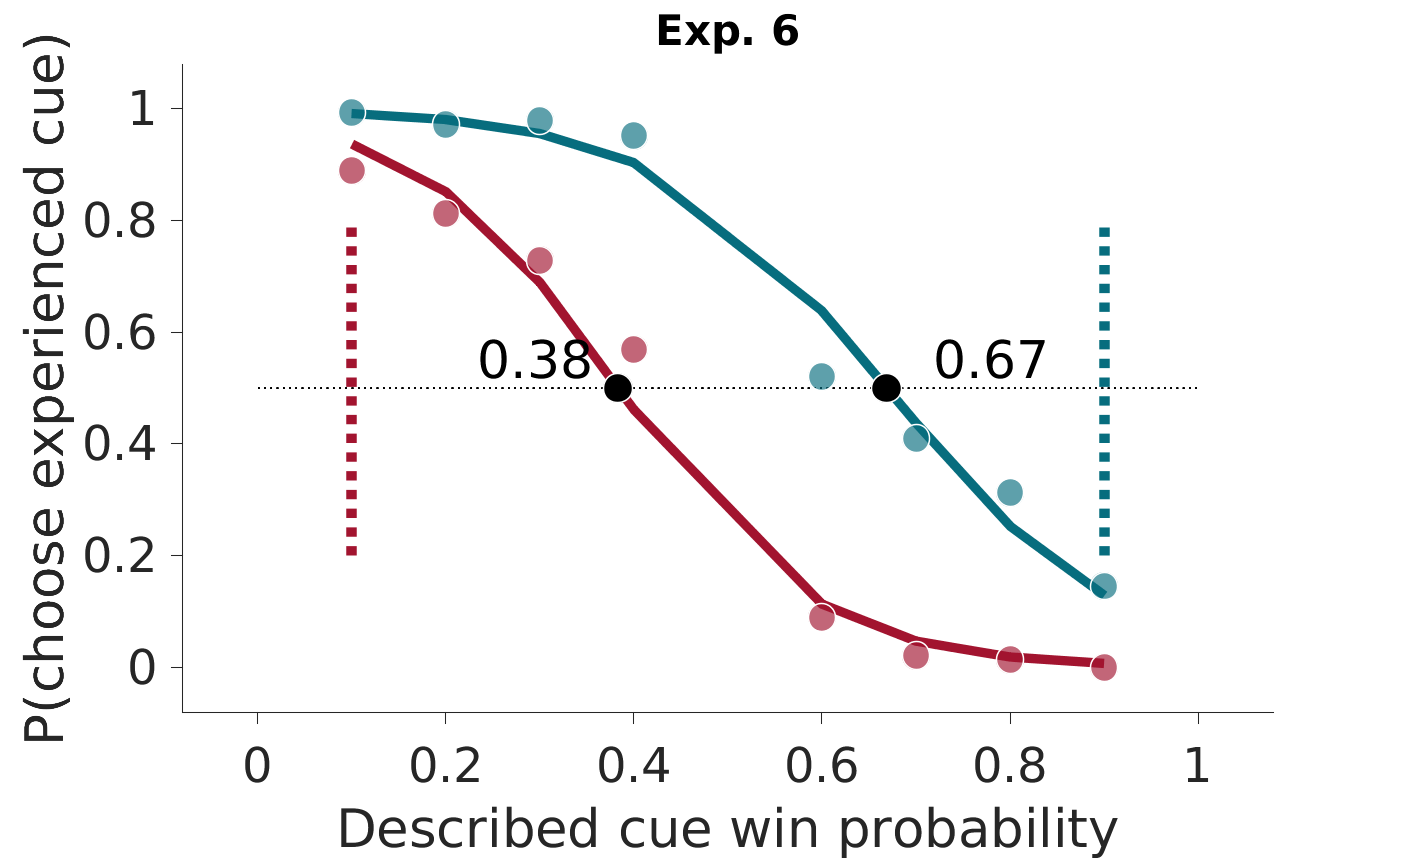 Exp. 6
P(choose experienced cue)
1
0.8
0.6
0.4
0.2
0
0.38
0.67
0 0.2 0.4 0.6 0.8 1
Described cue win probability